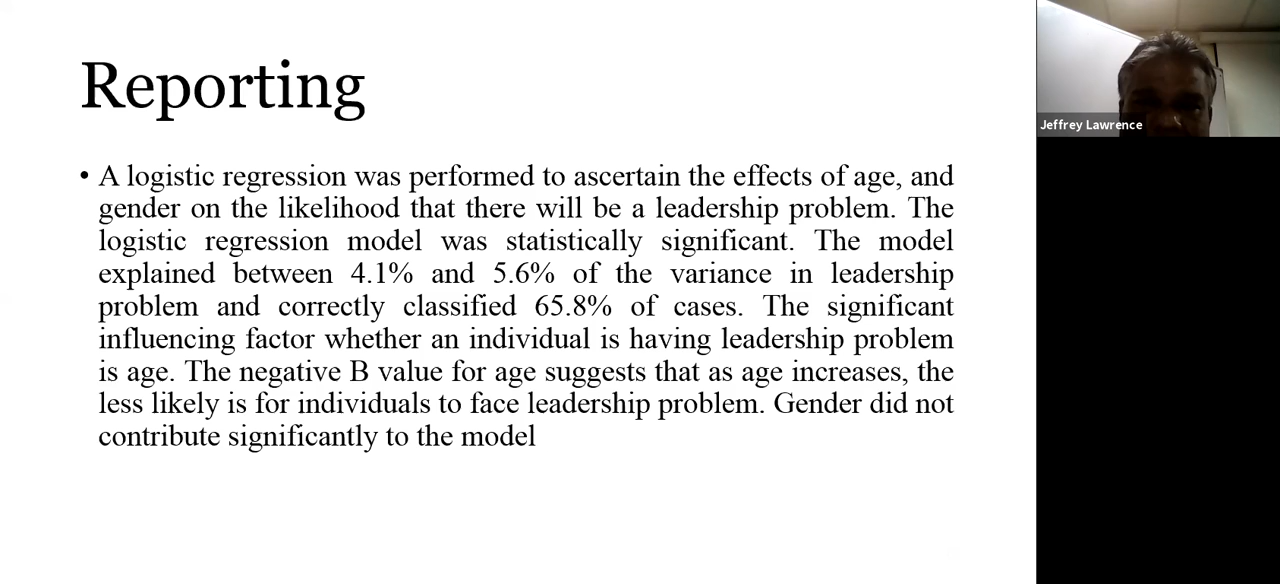 Reporting
• A logistic regression was performed to ascertain the effects of age, and
gender on the likelihood that there will be a leadership problem. The
logistic regression model was statistically significant. The model
explained between 4.1% and 5.6% of the variance in leadership
problem and correctly classified 65.8% of cases. The significant
influencing factor whether an individual is having leadership problem
is age. The negative B value for age suggests that as age increases, the
less likely is for individuals to face leadership problem. Gender did not
contribute significantly to the model
Jeffrey Lawrence